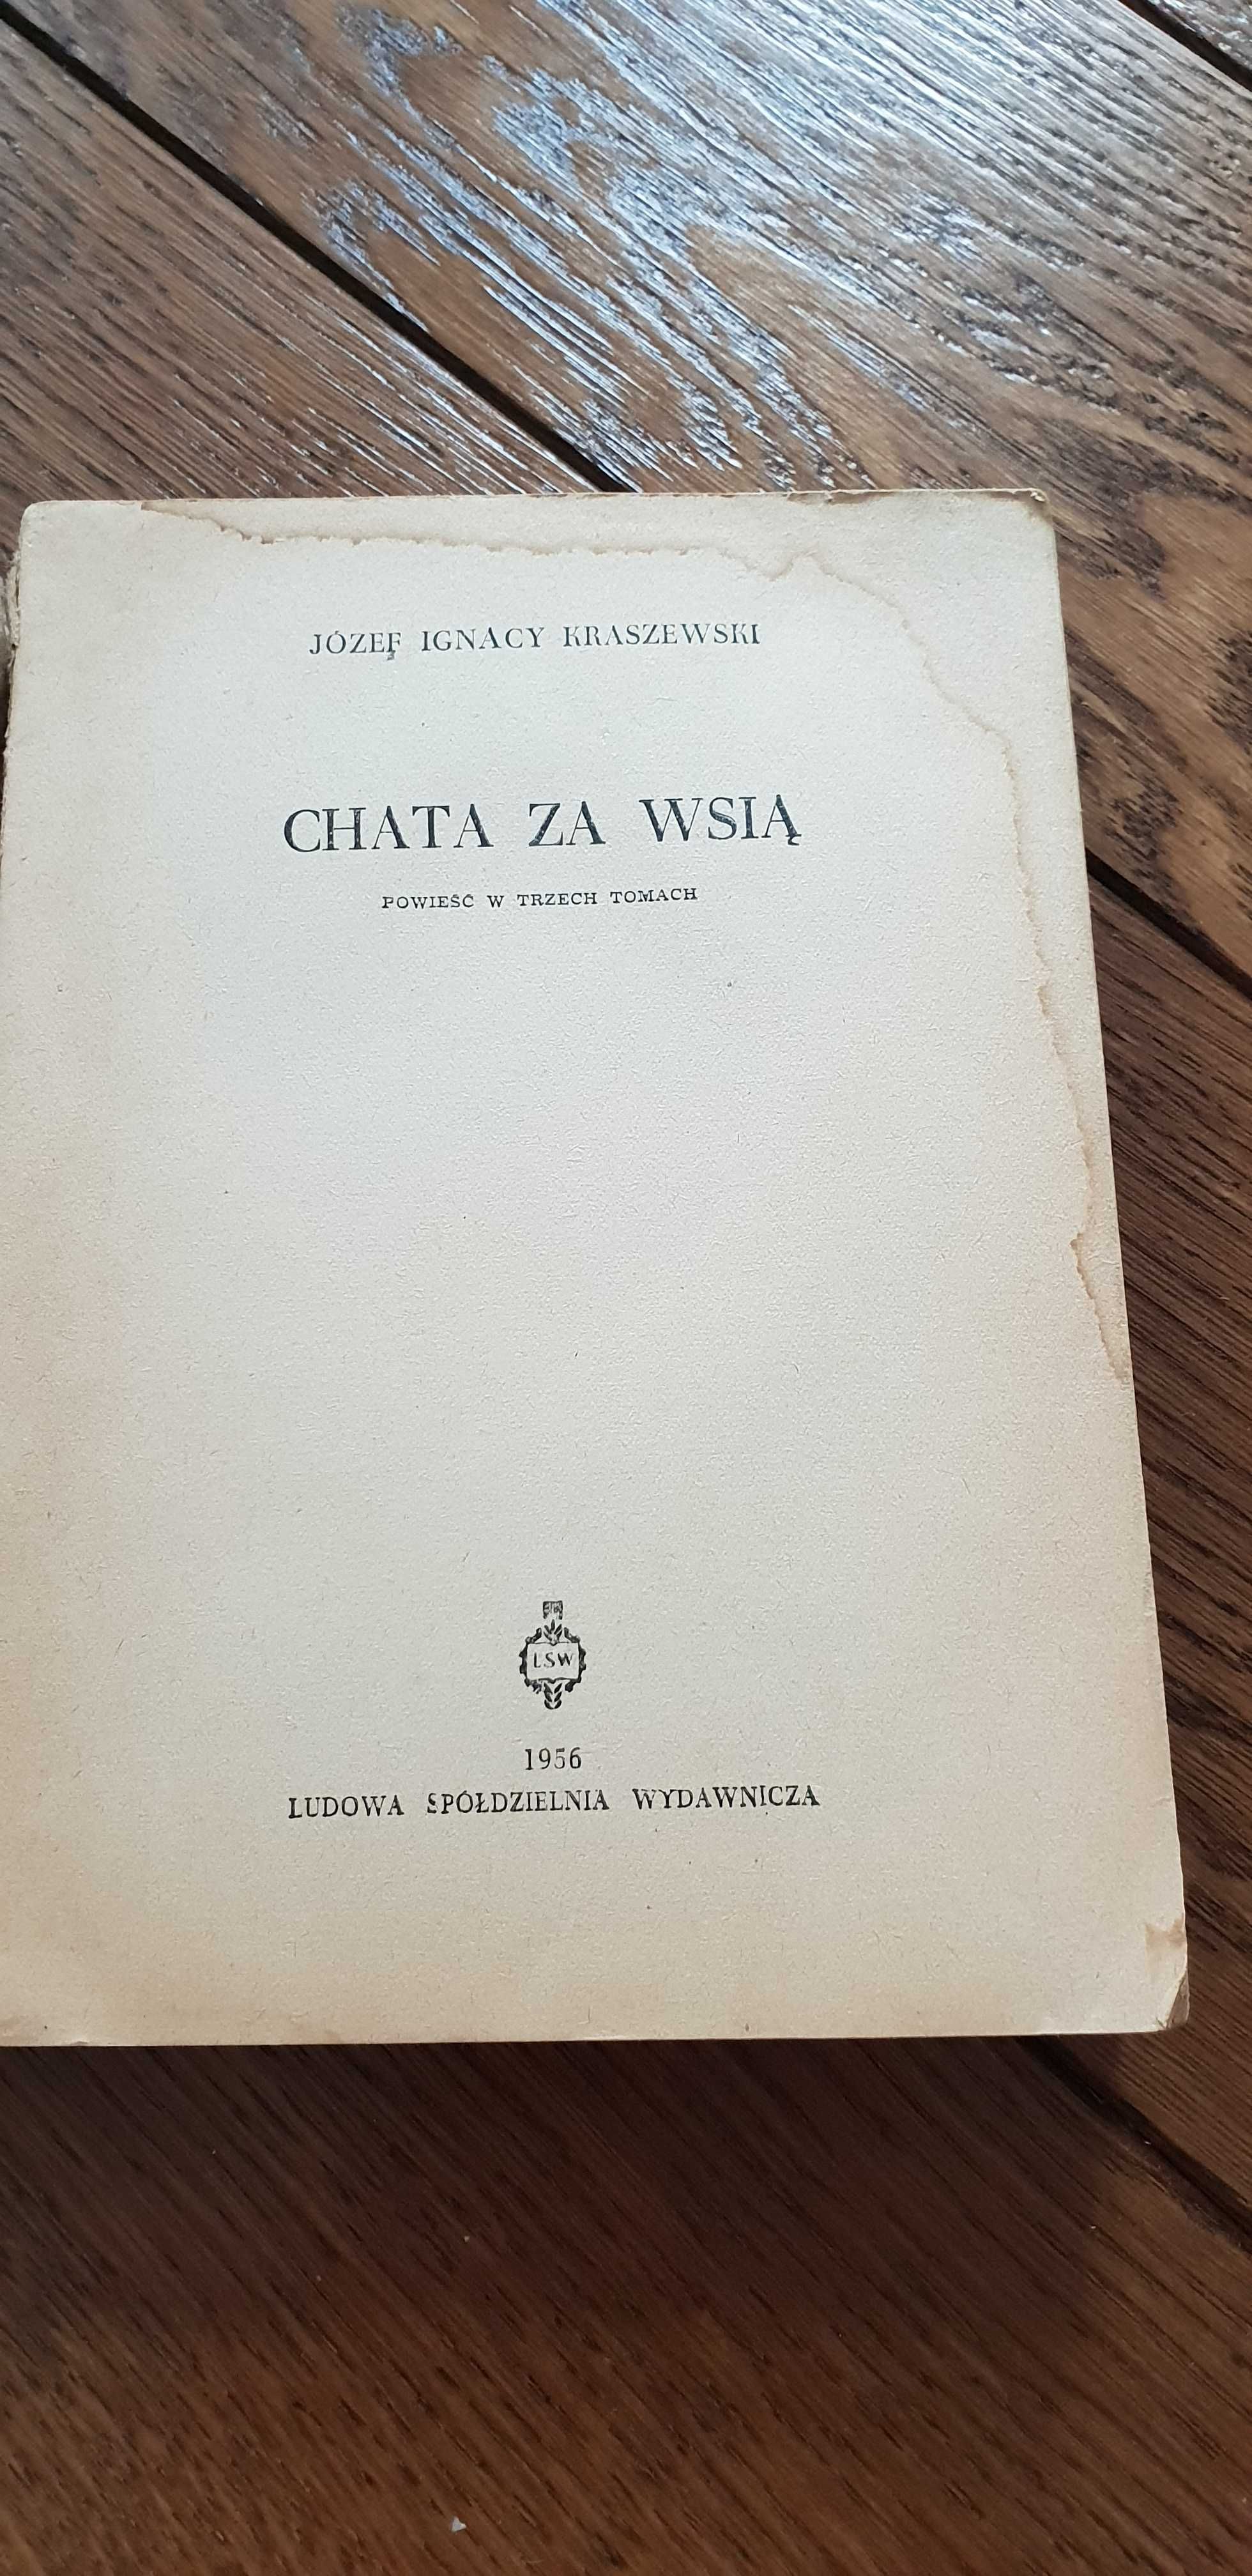 JÓZEF IGNACY KRASZEWSKI
CHATA ZA WSIĄ
POWIEŚĆ W TRZECH TOMACH
LSW
1956
LUDOWA SPÓŁDZIELNIA WYDAWNICZA